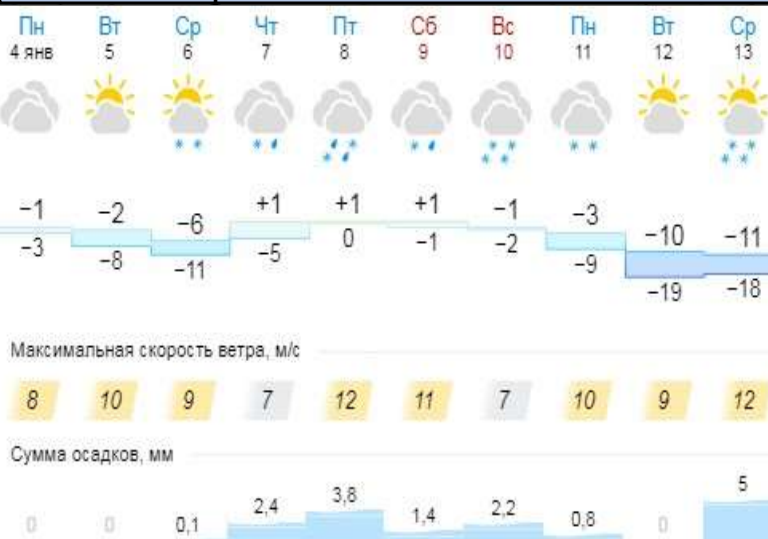 Пн Вт Ср Чт Пт Сб Вс Пн Вт Ср
4 янв 5 6 7 8 9 10 11 12 13
−1 −2 −6 +1 +1 +1 −1 −3 −10 −11
−3 −8 −11 −5 0 −1 −2 −9 −19 −18
Максимальная скорость ветра, м/с
8 10 9 7 12 11 7 10 9 12
Сумма осадков, мм
0 0 0,1 2,4 3,8 1,4 2,2 0,8 0 5